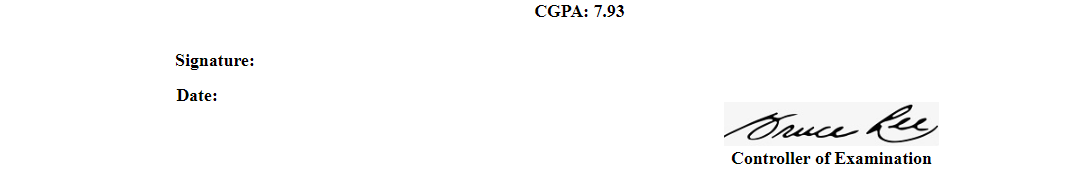 CGPA: 7.93
Signature:
Date:
Bruce Lee
Controller of Examination